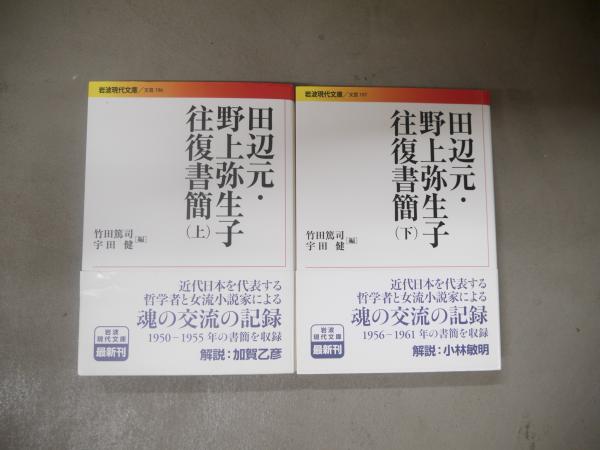 岩波現代文庫／文芸 196
田辺元・
野上弥生子
往復書簡(上)
竹田篤司
宇田 健
[編]
近代日本を代表する
哲学者と女流小説家による
魂の交流の記録
1950－1955 年の書簡を収録
解説：加賀乙彦
岩波
現代文庫
最新刊
岩波現代文庫／文芸 197
田辺元・
野上弥生子
往復書簡(下)
竹田篤司
宇田 健
[編]
近代日本を代表する
哲学者と女流小説家による
魂の交流の記録
1956－1961 年の書簡を収録
解説：小林敏明
岩波
現代文庫
最新刊